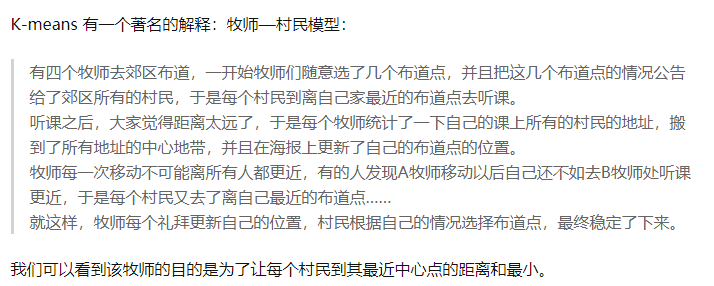 K-means 有一个著名的解释：牧师—村民模型：
有四个牧师去郊区布道，一开始牧师们随意选了几个布道点，并且把这几个布道点的情况公告
给了郊区所有的村民，于是每个村民到离自己家最近的布道点去听课。
听课之后，大家觉得距离太远了，于是每个牧师统计了一下自己的课上所有的村民的地址，搬
到了所有地址的中心地带，并且在海报上更新了自己的布道点的位置。
牧师每一次移动不可能离所有人都更近，有的人发现A牧师移动以后自己还不如去B牧师处听课
更近，于是每个村民又去了离自己最近的布道点……
就这样，牧师每个礼拜更新自己的位置，村民根据自己的情况选择布道点，最终稳定了下来。
我们可以看到该牧师的目的是为了让每个村民到其最近中心点的距离和最小。